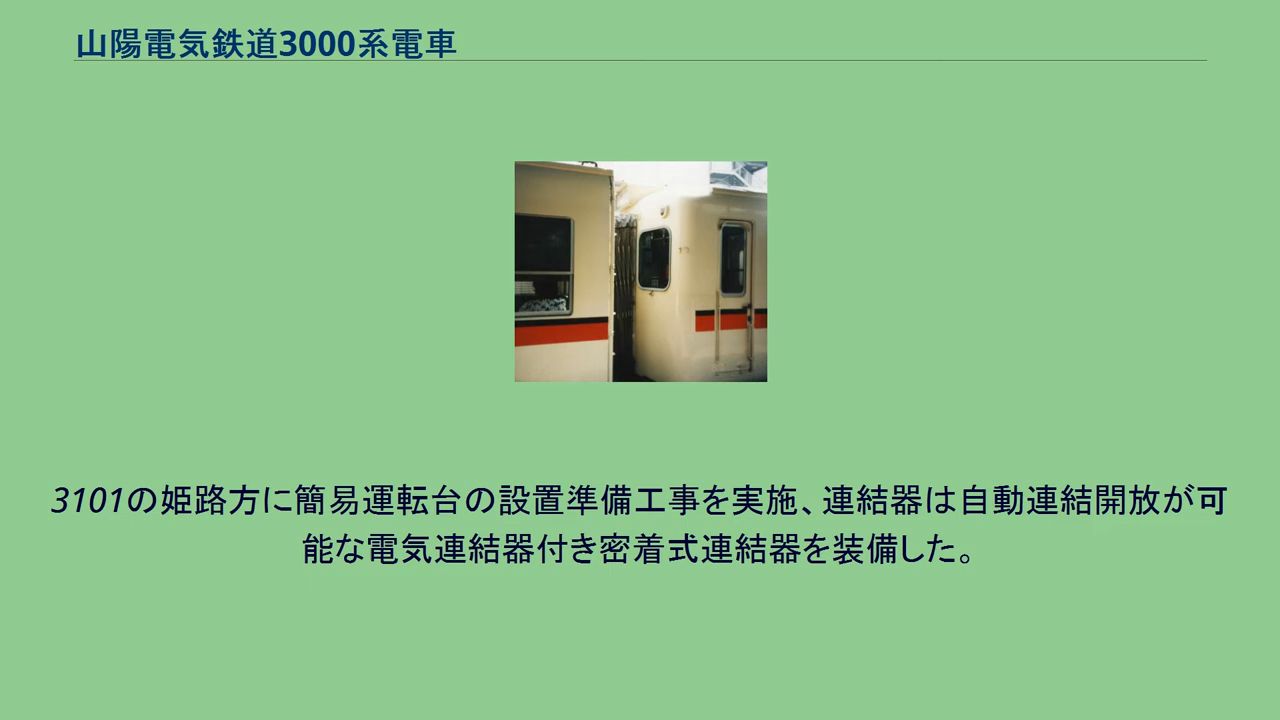 山陽電気鉄道3000系電車
3101の姫路方に簡易運転台の設置準備工事を実施、連結器は自動連結開放が可
能な電気連結器付き密着式連結器を装備した。